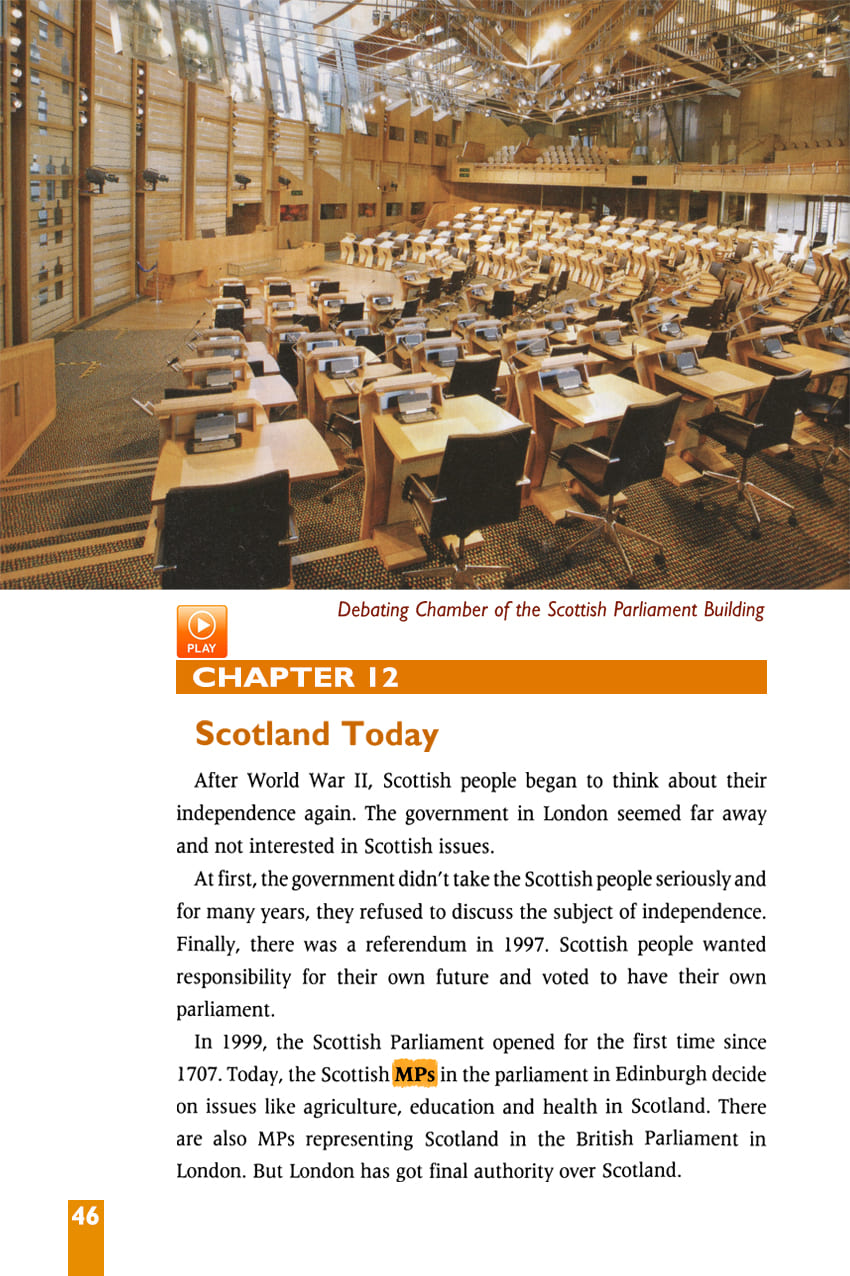 Debating Chamber of the Scottish Parliament Building
PLAY
CHAPTER 12
Scotland Today
After World War II, Scottish people began to think about their
independence again. The government in London seemed far away
and not interested in Scottish issues.
At first, the government didn't take the Scottish people seriously and
for many years, they refused to discuss the subject of independence.
Finally, there was a referendum in 1997. Scottish people wanted
responsibility for their own future and voted to have their own
parliament.
In 1999, the Scottish Parliament opened for the first time since
1707. Today, the Scottish MPs in the parliament in Edinburgh decide
on issues like agriculture, education and health in Scotland. There
are also MPs representing Scotland in the British Parliament in
London. But London has got final authority over Scotland.
46